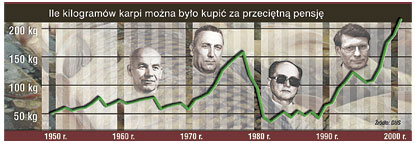 Ile kilogramów karpi można było kupić za przeciętną pensję
200 kg
150 kg
100 kg
50 kg
Źródło: GUS
1950 r. 1960 r. 1970 r. 1980 r. 1990 r. 2000 r.